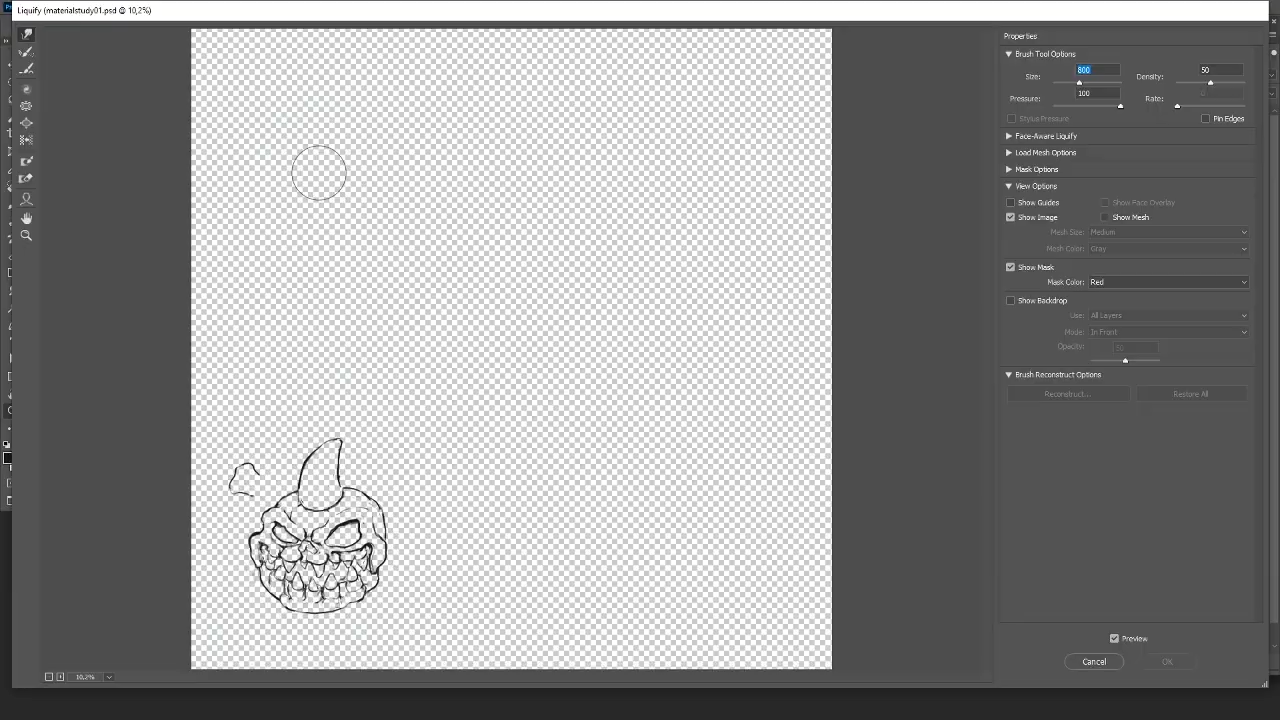 Liquify (materialstudy01.psd @ 10,2%)
Properties
Brush Tool Options
Size: 800 Density: 50
Pressure: 100 Rate: 0
Stylus Pressure Pin Edges
Face-Aware Liquify
Load Mesh Options
Mask Options
View Options
Show Guides Show Face Overlay
Show Image Show Mesh
Mesh Size: Medium
Mesh Color: Gray
Show Mask
Mask Color: Red
Show Backdrop
Use: All Layers
Mode: In Front
Opacity: 50
Brush Reconstruct Options
Reconstruct... Restore All
Preview
Cancel OK
10,2%